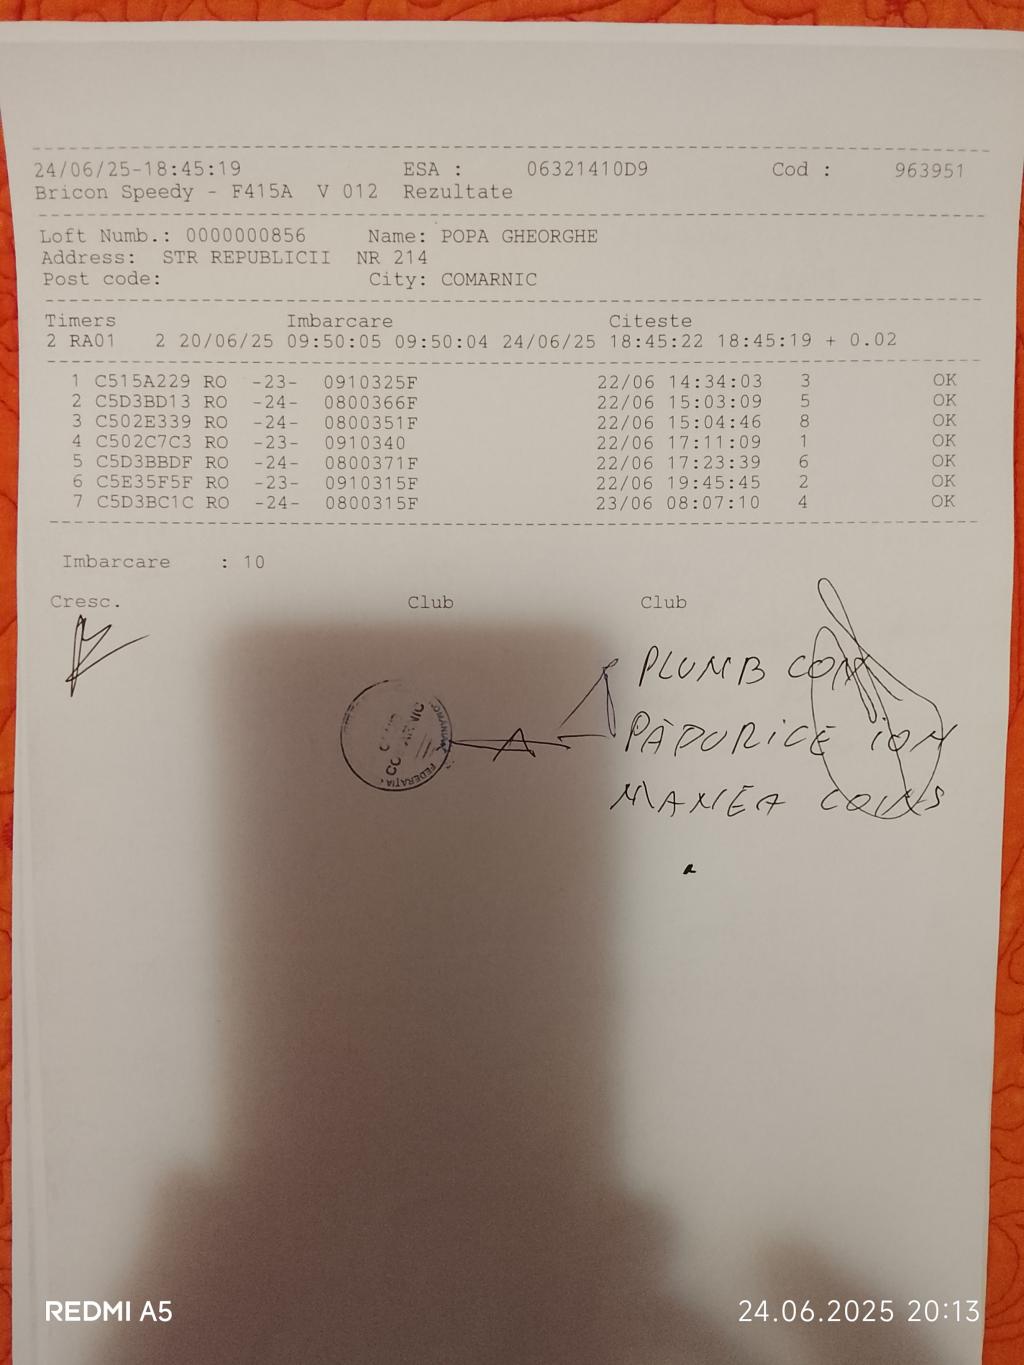 24/06/25-18:45:19 ESA : 06321410D9 Cod : 963951
Bricon Speedy - F415A V 012 Rezultate
Loft Numb.: 0000000856 Name: POPA GHEORGHE
Address: STR REPUBLICII NR 214
Post code: City: COMARNIC
Timers Imbarcare Citeste
2 RA01 2 20/06/25 09:50:05 09:50:04 24/06/25 18:45:22 18:45:19 + 0.02
1 C515A229 RO -23- 0910325F 22/06 14:34:03 3 OK
2 C5D3BD13 RO -24- 0800366F 22/06 15:03:09 5 OK
3 C502E339 RO -24- 0800351F 22/06 15:04:46 8 OK
4 C502C7C3 RO -23- 0910340 22/06 17:11:09 1 OK
5 C5D3BBDF RO -24- 0800371F 22/06 17:23:39 6 OK
6 C5E35F5F RO -23- 0910315F 22/06 19:45:45 2 OK
7 C5D3BC1C RO -24- 0800315F 23/06 08:07:10 4 OK
Imbarcare : 10
Cresc. Club Club
PLUMB CON
PĂDURICE ION
MANEA
FEDERAȚIA
REDMI A5 24.06.2025 20:13